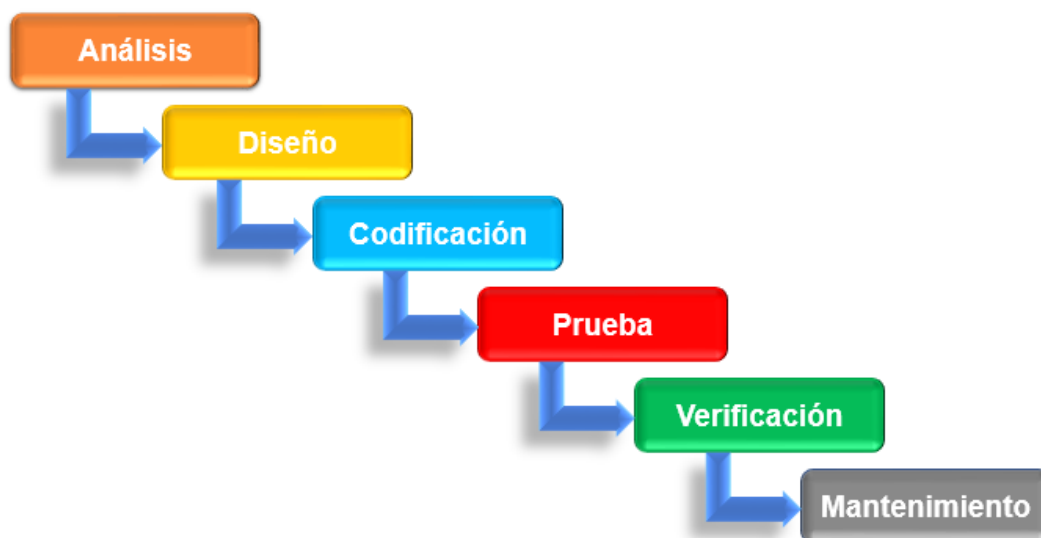 Análisis
Diseño
Codificación
Prueba
Verificación
Mantenimiento